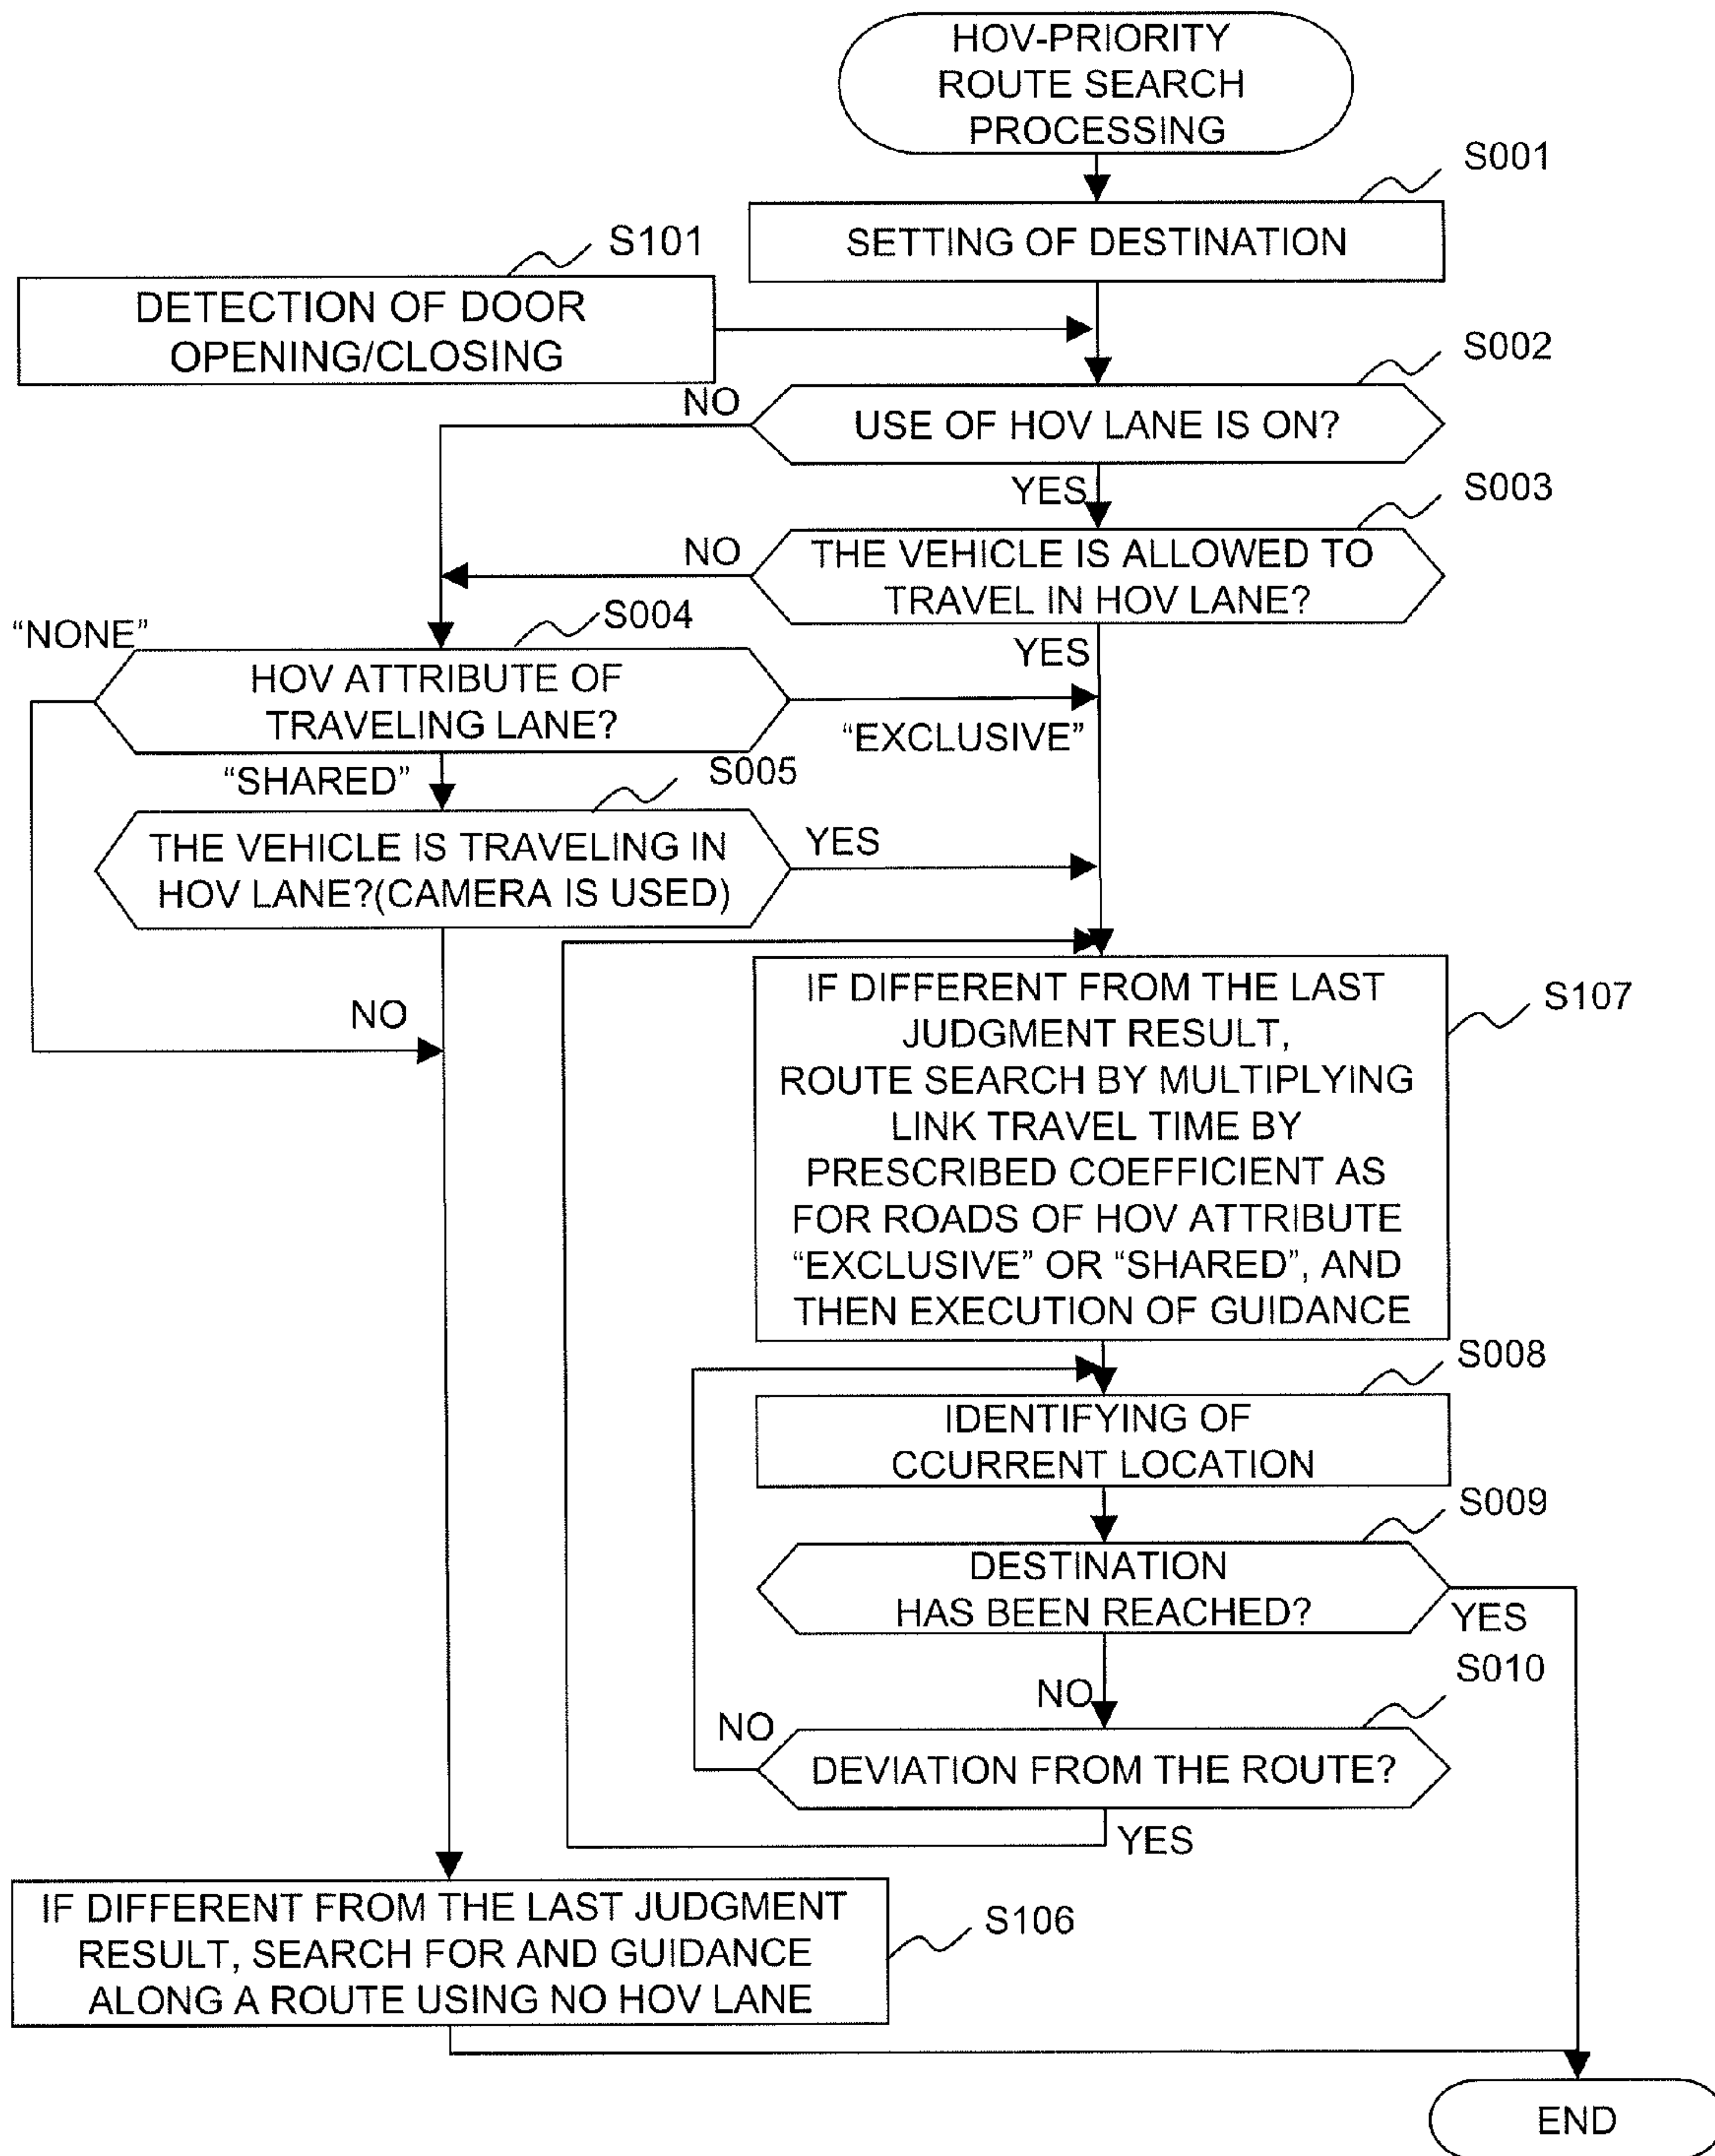 HOV-PRIORITY
ROUTE SEARCH
PROCESSING
S001
SETTING OF DESTINATION
S101
DETECTION OF DOOR
OPENING/CLOSING
S002
NO
USE OF HOV LANE IS ON?
YES
S003
NO
THE VEHICLE IS ALLOWED TO
TRAVEL IN HOV LANE?
YES
S004
“NONE”
HOV ATTRIBUTE OF
TRAVELING LANE?
“EXCLUSIVE”
“SHARED”
S005
THE VEHICLE IS TRAVELING IN
HOV LANE?(CAMERA IS USED)
YES
NO
IF DIFFERENT FROM THE LAST
JUDGMENT RESULT,
ROUTE SEARCH BY MULTIPLYING
LINK TRAVEL TIME BY
PRESCRIBED COEFFICIENT AS
FOR ROADS OF HOV ATTRIBUTE
“EXCLUSIVE” OR “SHARED”, AND
THEN EXECUTION OF GUIDANCE
S107
S008
IDENTIFYING OF
CCURRENT LOCATION
S009
DESTINATION
HAS BEEN REACHED?
YES
NO
S010
NO
DEVIATION FROM THE ROUTE?
YES
IF DIFFERENT FROM THE LAST JUDGMENT
RESULT, SEARCH FOR AND GUIDANCE
ALONG A ROUTE USING NO HOV LANE
S106
END